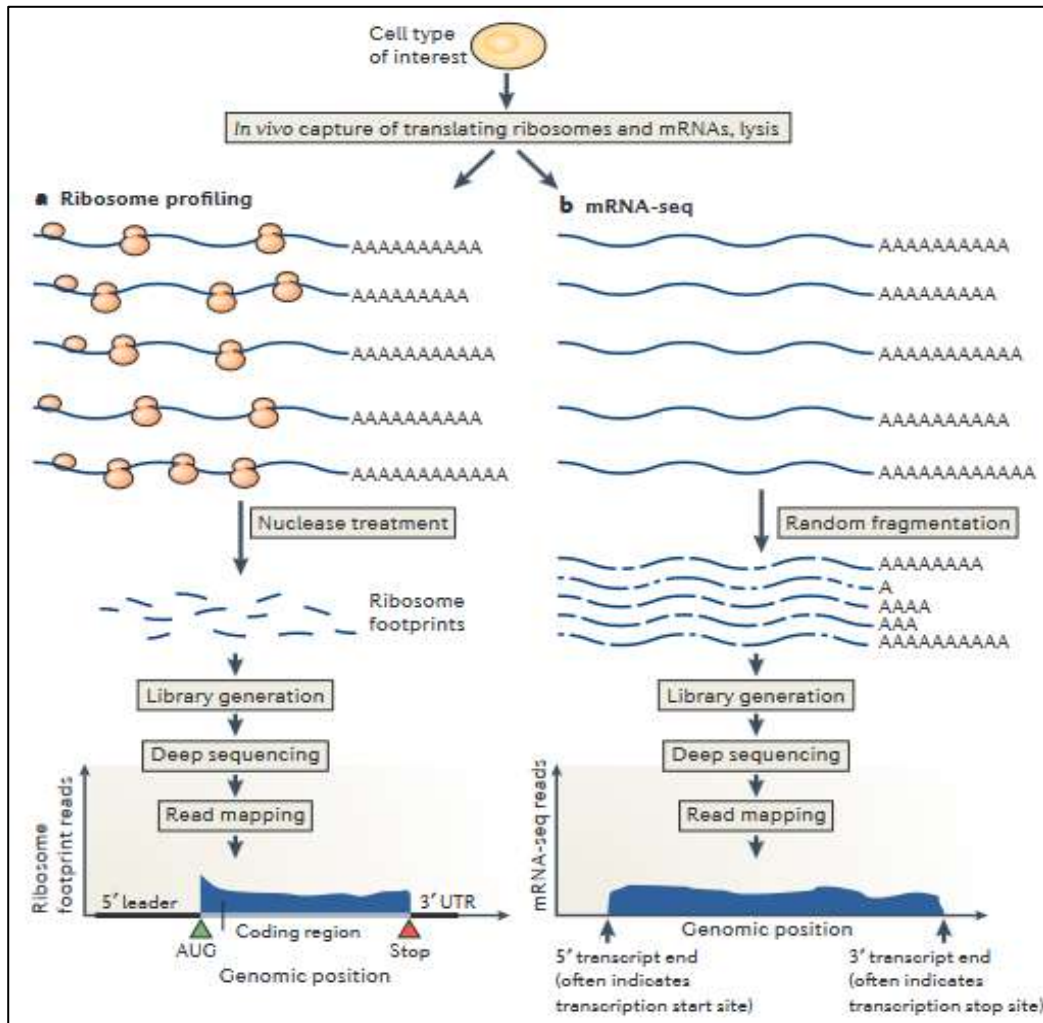 Cell type
of interest
In vivo capture of translating ribosomes and mRNAs, lysis
a Ribosome profiling
AAAAAAAAAA
AAAAAAAAA
AAAAAAAAAAA
AAAAAAAAAA
AAAAAAAAAAAA
Nuclease treatment
Ribosome
footprints
Library generation
Deep sequencing
Read mapping
Ribosome
footprint reads
5′ leader
3′ UTR
AUG
Coding region
Stop
Genomic position
b mRNA-seq
AAAAAAAAAA
AAAAAAAAA
AAAAAAAAAAA
AAAAAAAAAA
AAAAAAAAAAAA
Random fragmentation
AAAAAAAA
A
AAAA
AAA
AAAAAAAAAA
Library generation
Deep sequencing
Read mapping
mRNA-seq reads
Genomic position
5′ transcript end
(often indicates
transcription start site)
3′ transcript end
(often indicates
transcription stop site)